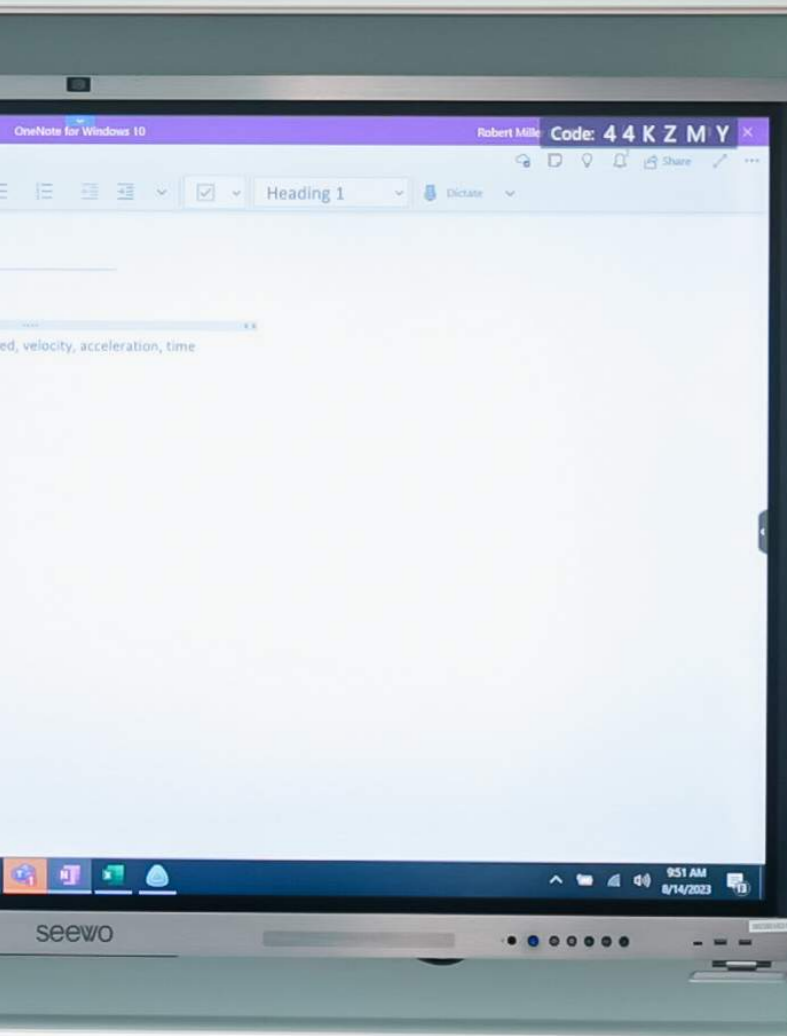 OneNote for Windows 10
Robert Mille
Code: 4 4 K Z M Y
Share
Heading 1
Dictate
ed, velocity, acceleration, time
9:51 AM
8/14/2023
seewo